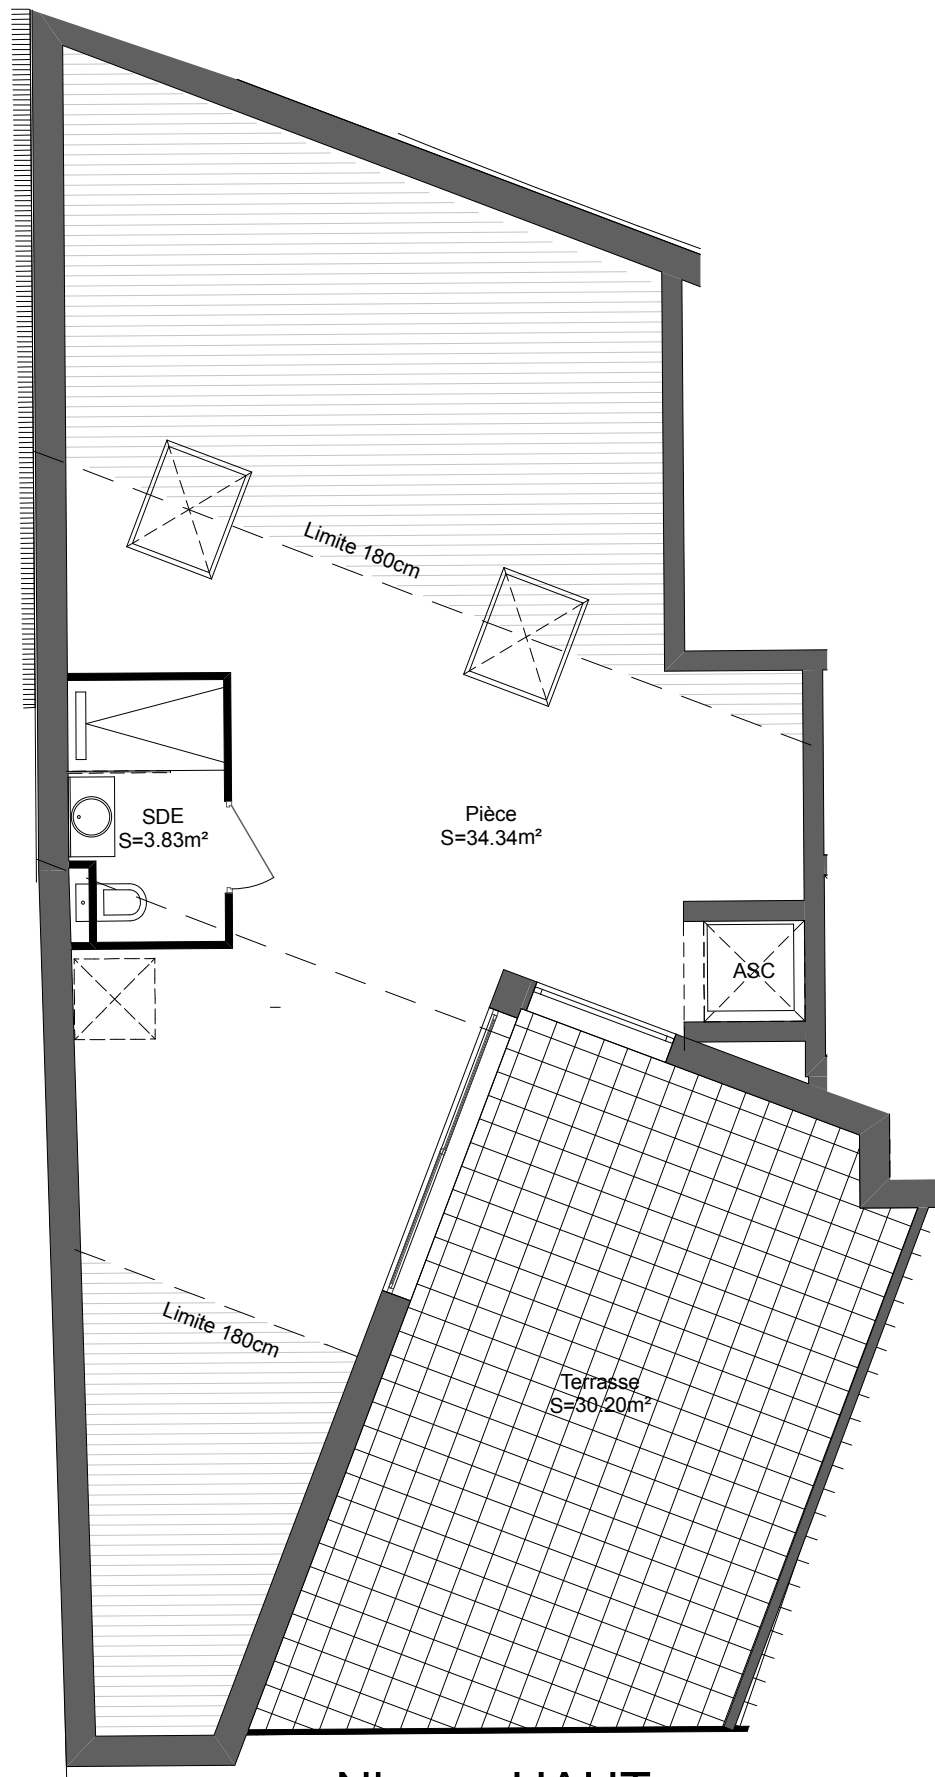 Limite 180cm
SDE
S=3.83m²
Pièce
S=34.34m²
ASC
Limite 180cm
Terrasse
S=30.20m²